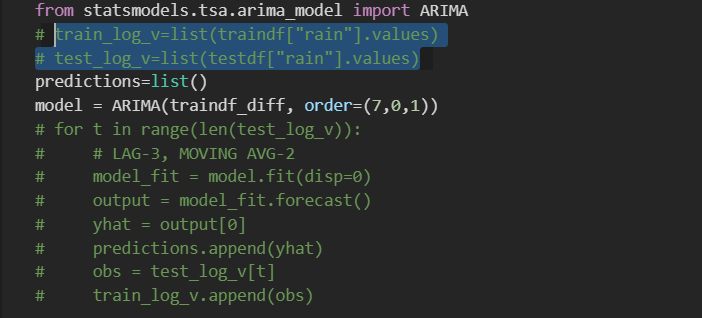 from statsmodels.tsa.arima_model import ARIMA
# train_log_v=list(traindf["rain"].values)
# test_log_v=list(testdf["rain"].values)
predictions=list()
model = ARIMA(traindf_diff, order=(7,0,1))
# for t in range(len(test_log_v)):
#     # LAG-3, MOVING AVG-2
#     model_fit = model.fit(disp=0)
#     output = model_fit.forecast()
#     yhat = output[0]
#     predictions.append(yhat)
#     obs = test_log_v[t]
#     train_log_v.append(obs)